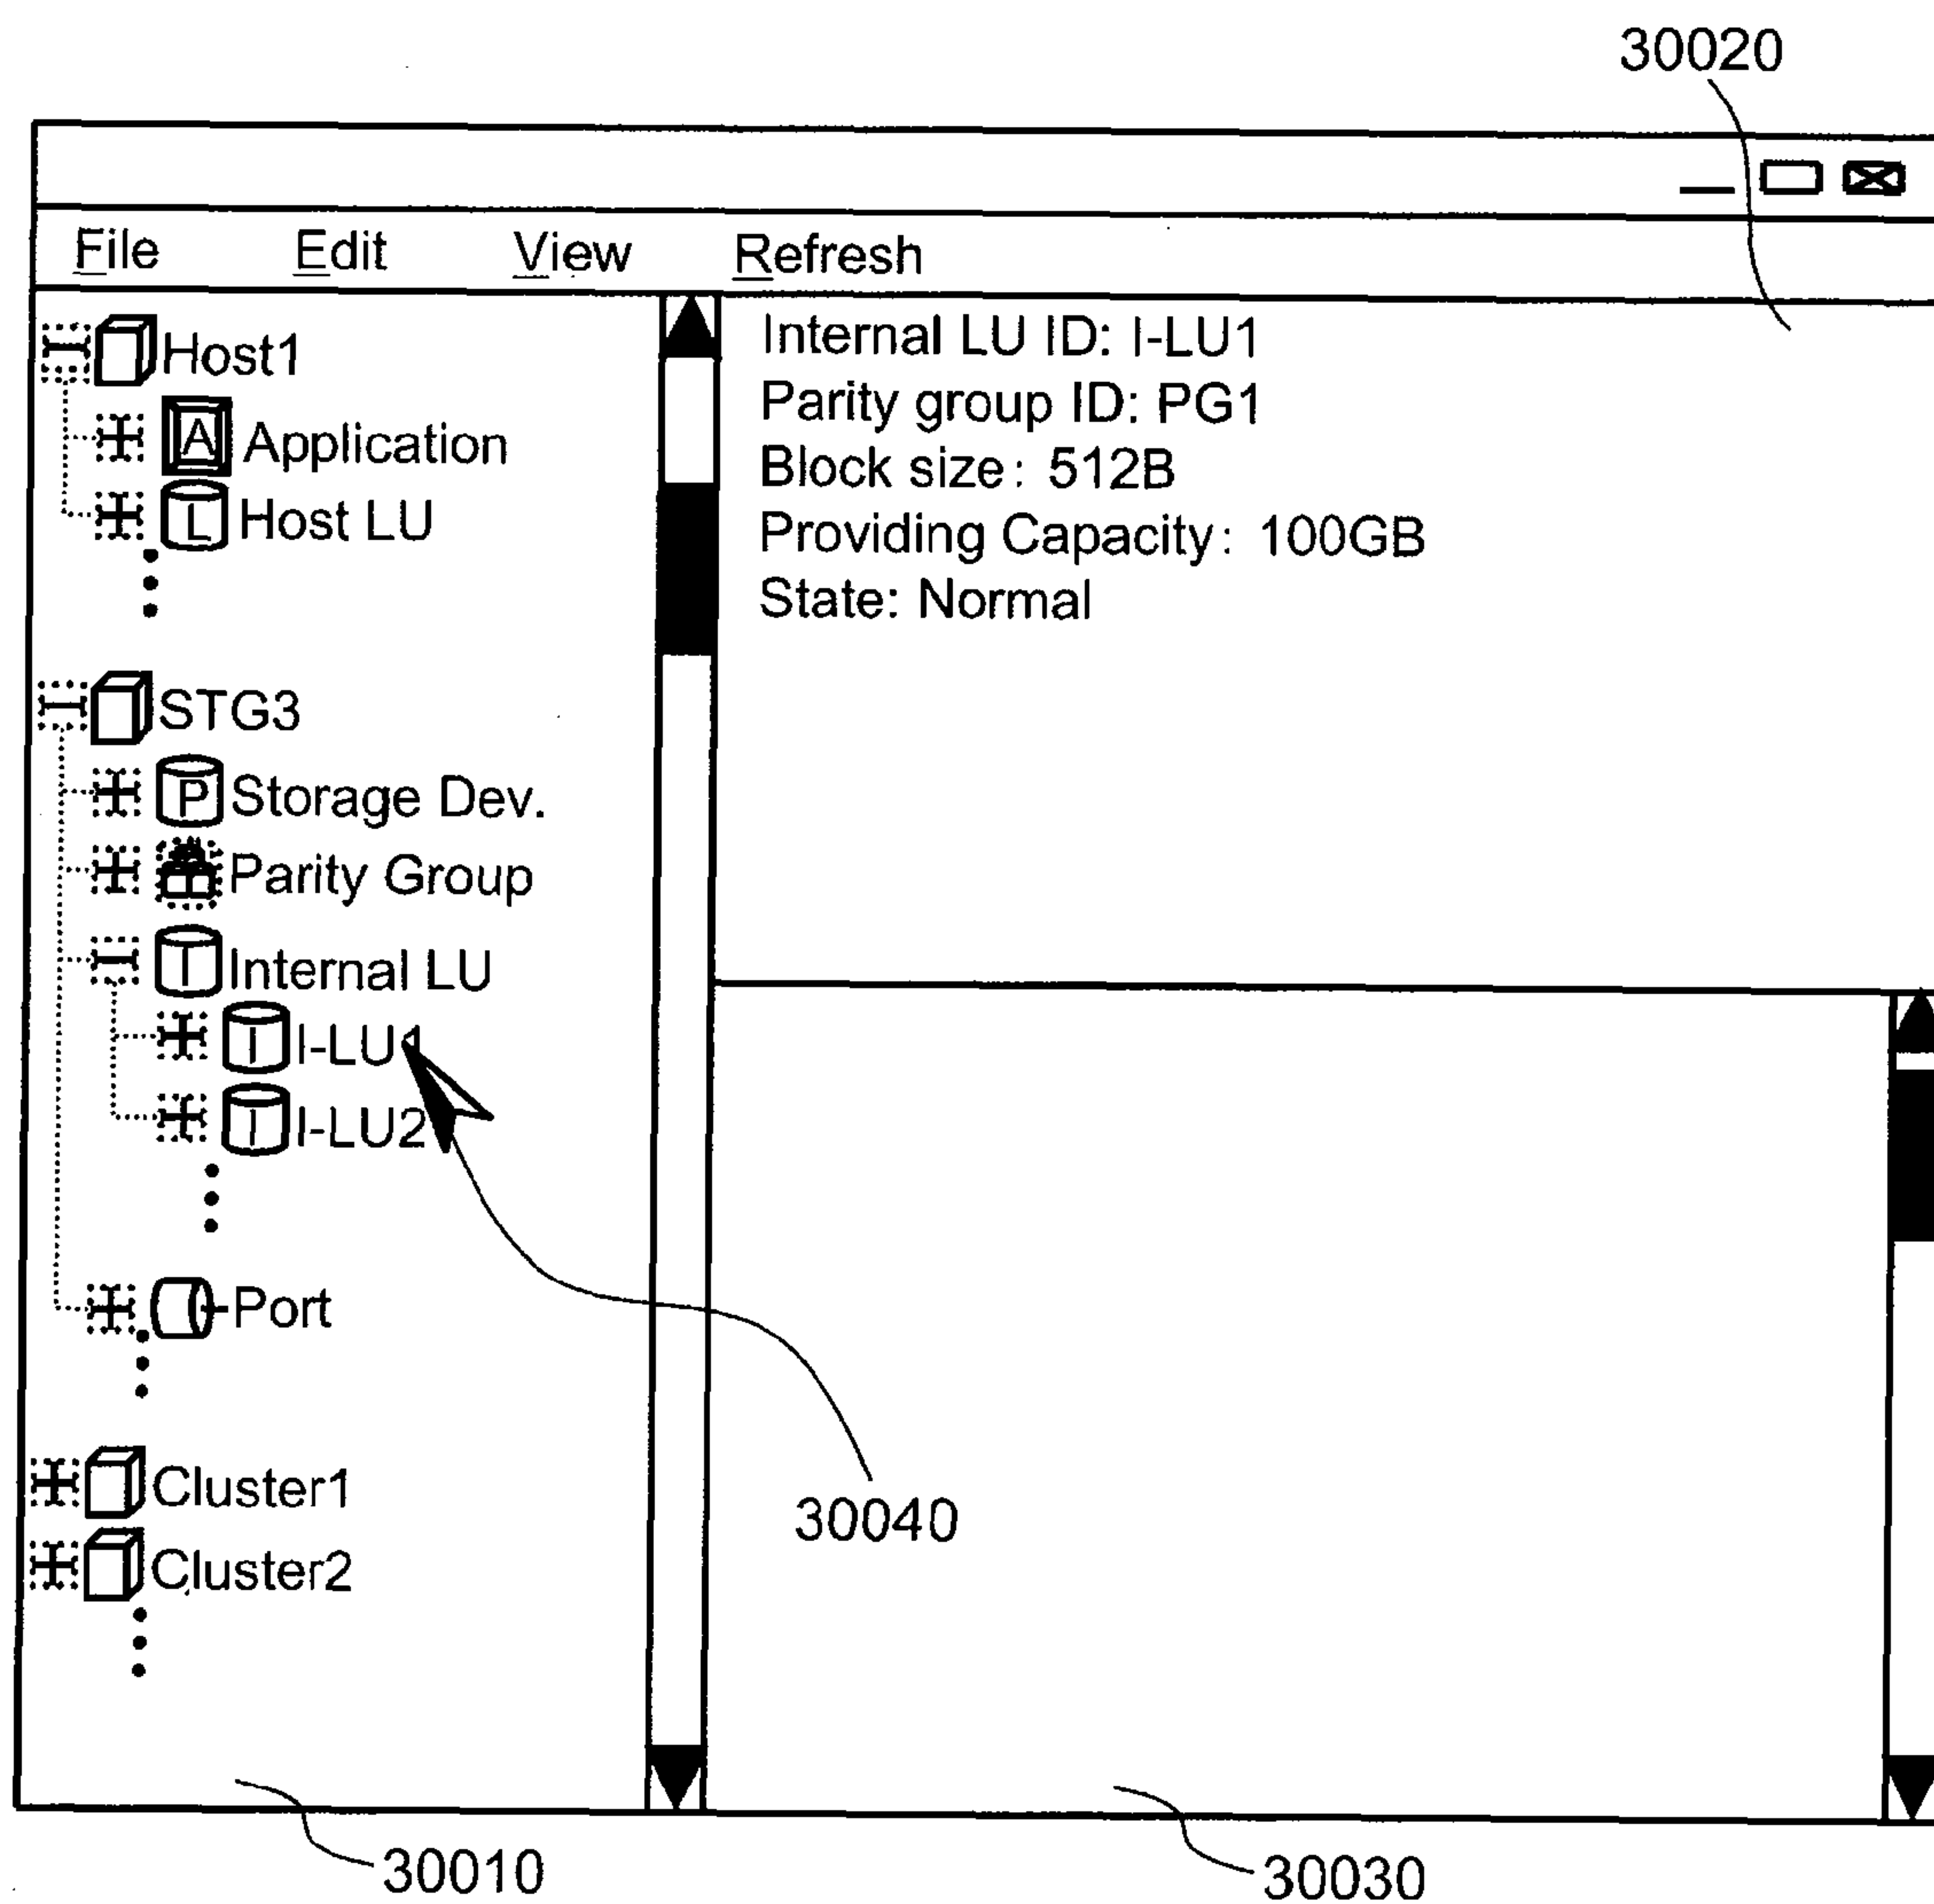 30020
File Edit View Refresh
Host1
A Application
L Host LU
STG3
P Storage Dev.
Parity Group
I Internal LU
I I-LU1
I I-LU2
Port
Cluster1
Cluster2
Internal LU ID: I-LU1
Parity group ID: PG1
Block size: 512B
Providing Capacity: 100GB
State: Normal
30040
30010
30030